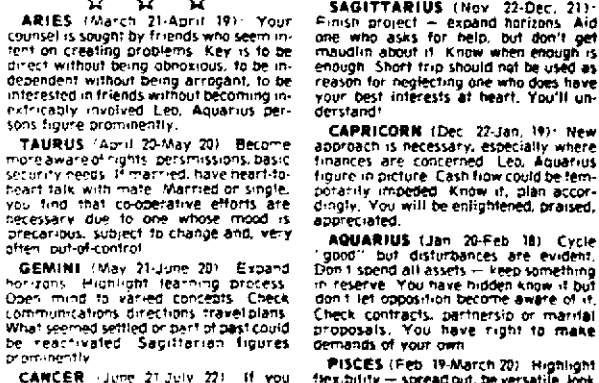 ARIES (March 21-April 19): Your
counsel is sought by friends who seem in-
tent on creating problems. Key is to be
direct without being obnoxious, to be in-
dependent without being arrogant, to be
interested in friends without becoming in-
extricably involved. Leo, Aquarius per-
sons figure prominently.
TAURUS (April 20-May 20) Become
more aware of rights, persmissions, basic
security needs. If married, have heart-to-
heart talk with mate. Married or single,
you find that co-operative efforts are
necessary due to one whose mood is
precarious, subject to change and, very
often, out-of-control
GEMINI (May 21-June 20) Expand
horizons. Highlight learning process
Open mind to varied concepts. Check
communications, directions, travel plans
What seemed settled or part of past could
be reactivated. Sagittarian figures
prominently
CANCER (June 21-July 22) If you
SAGITTARIUS (Nov 22-Dec. 21):
Finish project — expand horizons. Aid
one who asks for help, but don't get
maudlin about it. Know when enough is
enough. Short trip should not be used as
reason for neglecting one who does have
your best interests at heart. You'll un-
derstand!
CAPRICORN (Dec 22-Jan. 19): New
approach is necessary, especially where
finances are concerned. Leo, Aquarius
figure in picture. Cash flow could be tem-
porarily impeded. Know it, plan accor-
dingly. You will be enlightened, praised,
appreciated.
AQUARIUS (Jan 20-Feb 18) Cycle
"good" but disturbances are evident.
Don't spend all assets — keep something
in reserve. You have hidden know it but
don't let opposition become aware of it.
Check contracts, partnersip or marital
proposals. You have right to make
demands of your own
PISCES (Feb 19-March 20) Highlight
flexibility — spread out, be versatile, look